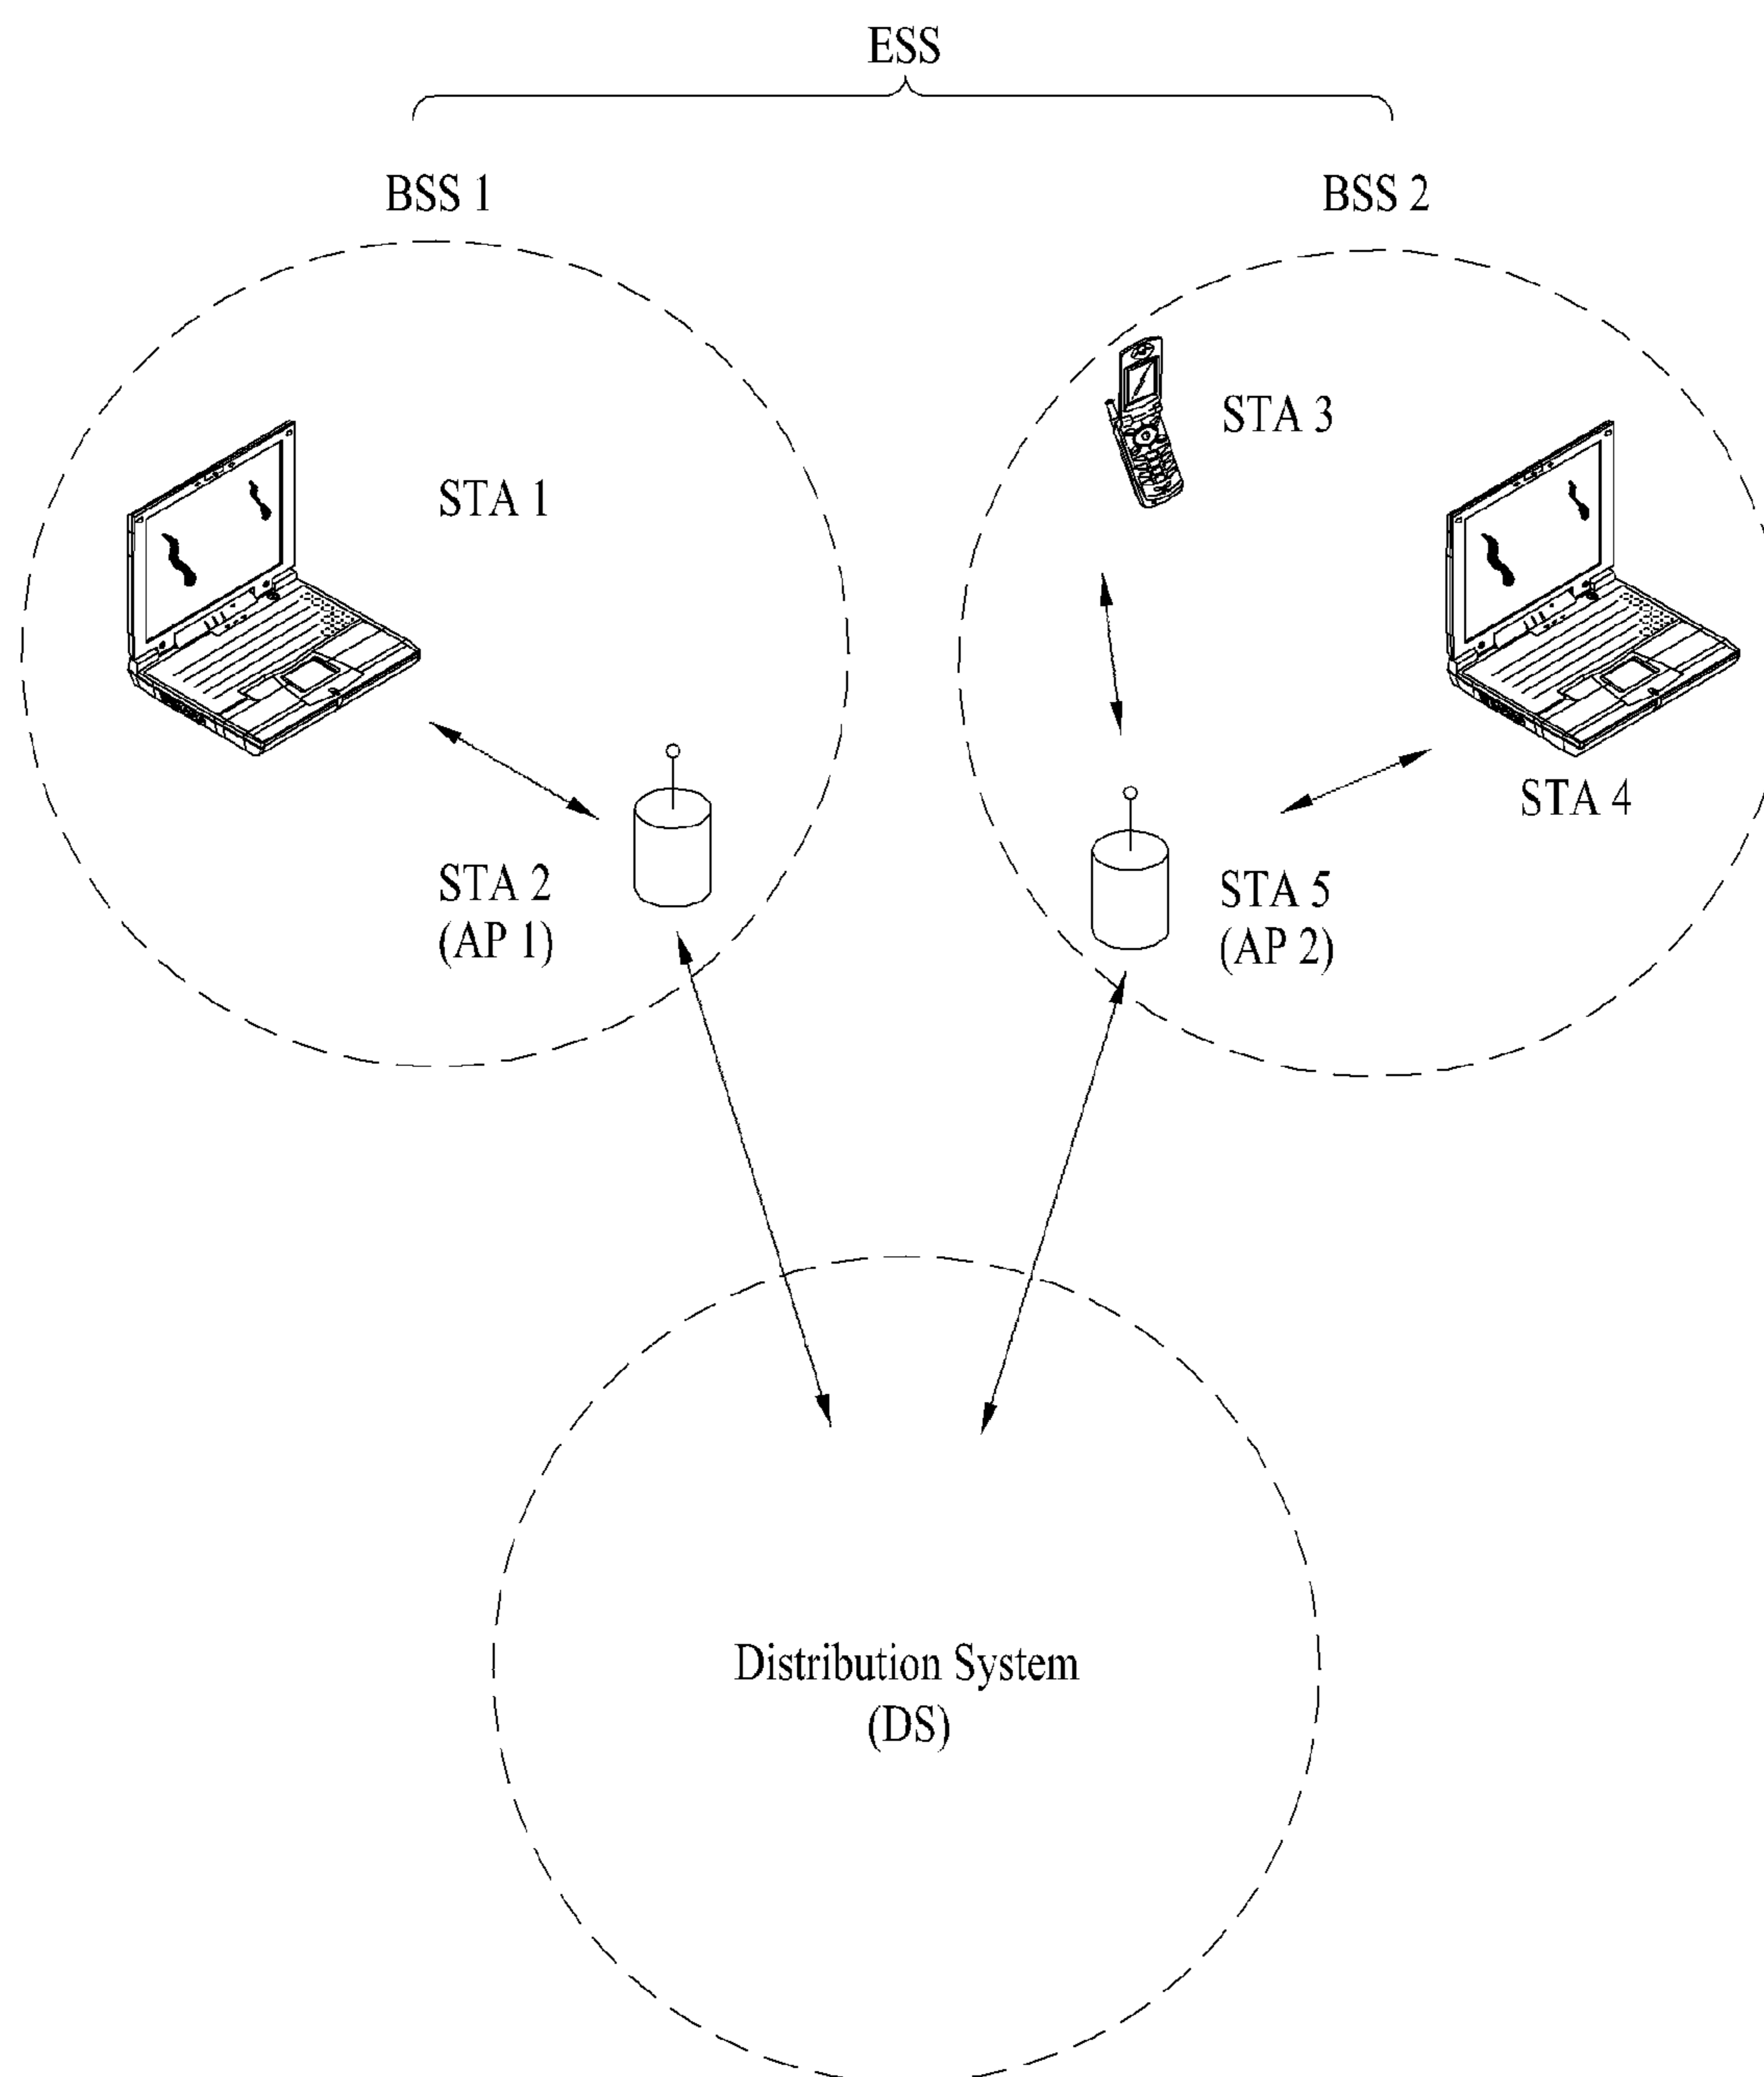 ESS
BSS 1
BSS 2
STA 3
STA 1
STA 4
STA 2
(AP 1)
STA 5
(AP 2)
Distribution System
(DS)